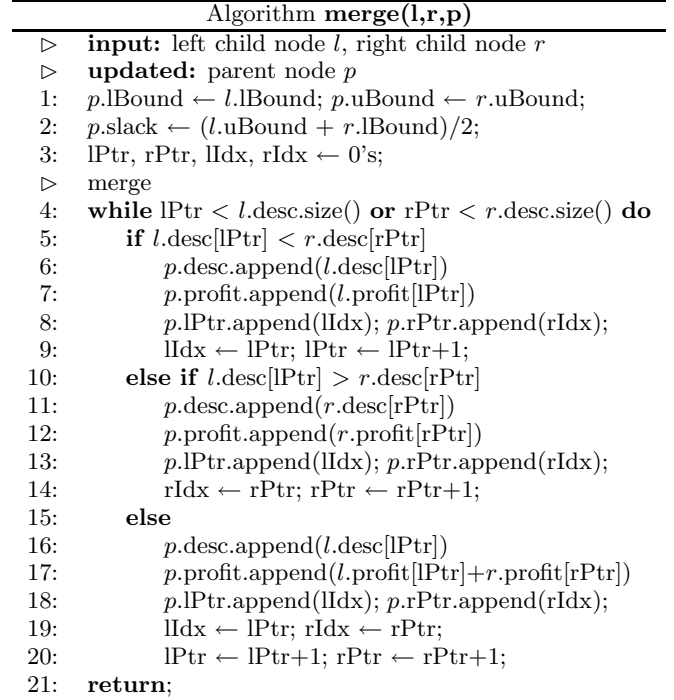 Algorithm merge(l,r,p)
▷ input: left child node l, right child node r
▷ updated: parent node p
1: p.lBound ← l.lBound; p.uBound ← r.uBound;
2: p.slack ← (l.uBound + r.lBound)/2;
3: lPtr, rPtr, lIdx, rIdx ← 0's;
▷ merge
4: while lPtr < l.desc.size() or rPtr < r.desc.size() do
5: if l.desc[lPtr] < r.desc[rPtr]
6: p.desc.append(l.desc[lPtr])
7: p.profit.append(l.profit[lPtr])
8: p.lPtr.append(lIdx); p.rPtr.append(rIdx);
9: lIdx ← lPtr; lPtr ← lPtr+1;
10: else if l.desc[lPtr] > r.desc[rPtr]
11: p.desc.append(r.desc[rPtr])
12: p.profit.append(r.profit[rPtr])
13: p.lPtr.append(lIdx); p.rPtr.append(rIdx);
14: rIdx ← rPtr; rPtr ← rPtr+1;
15: else
16: p.desc.append(l.desc[lPtr])
17: p.profit.append(l.profit[lPtr]+r.profit[rPtr])
18: p.lPtr.append(lIdx); p.rPtr.append(rIdx);
19: lIdx ← lPtr; rIdx ← rPtr;
20: lPtr ← lPtr+1; rPtr ← rPtr+1;
21: return;